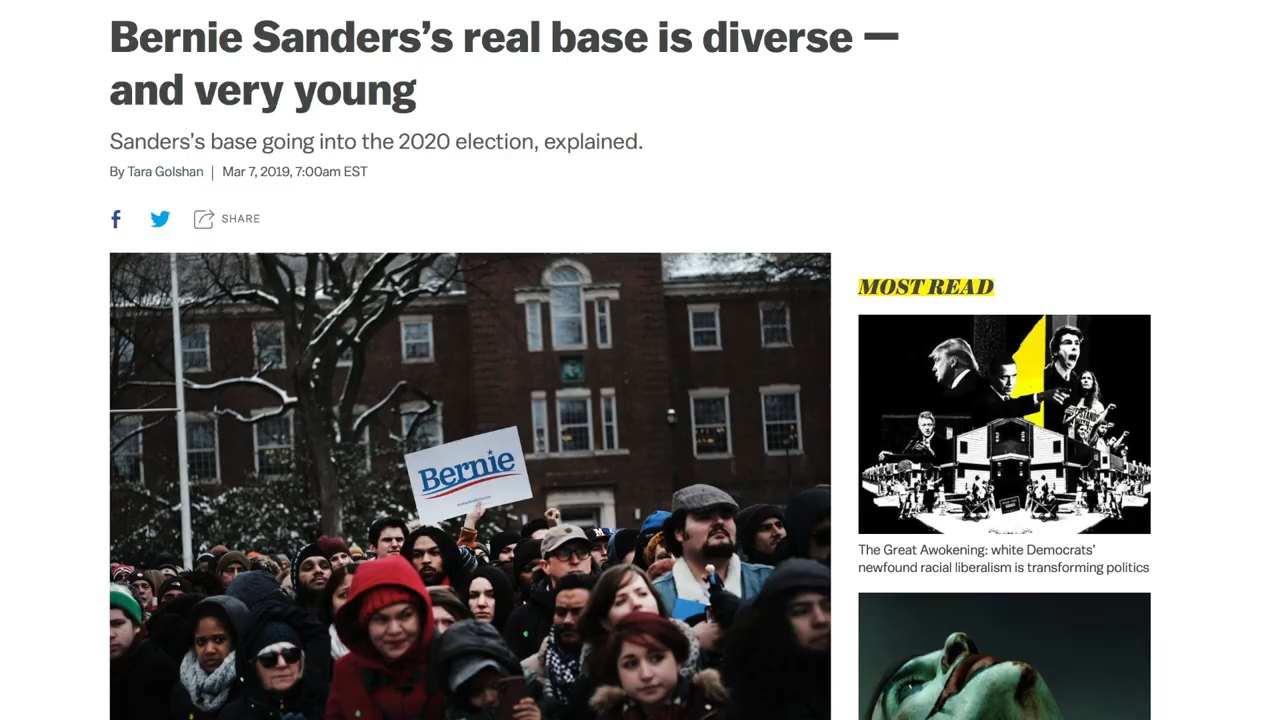 Bernie Sanders’s real base is diverse —
and very young
Sanders’s base going into the 2020 election, explained.
By Tara Golshan | Mar 7, 2019, 7:00am EST
SHARE
MOST READ
Bernie
The Great Awokening: white Democrats’
newfound racial liberalism is transforming politics